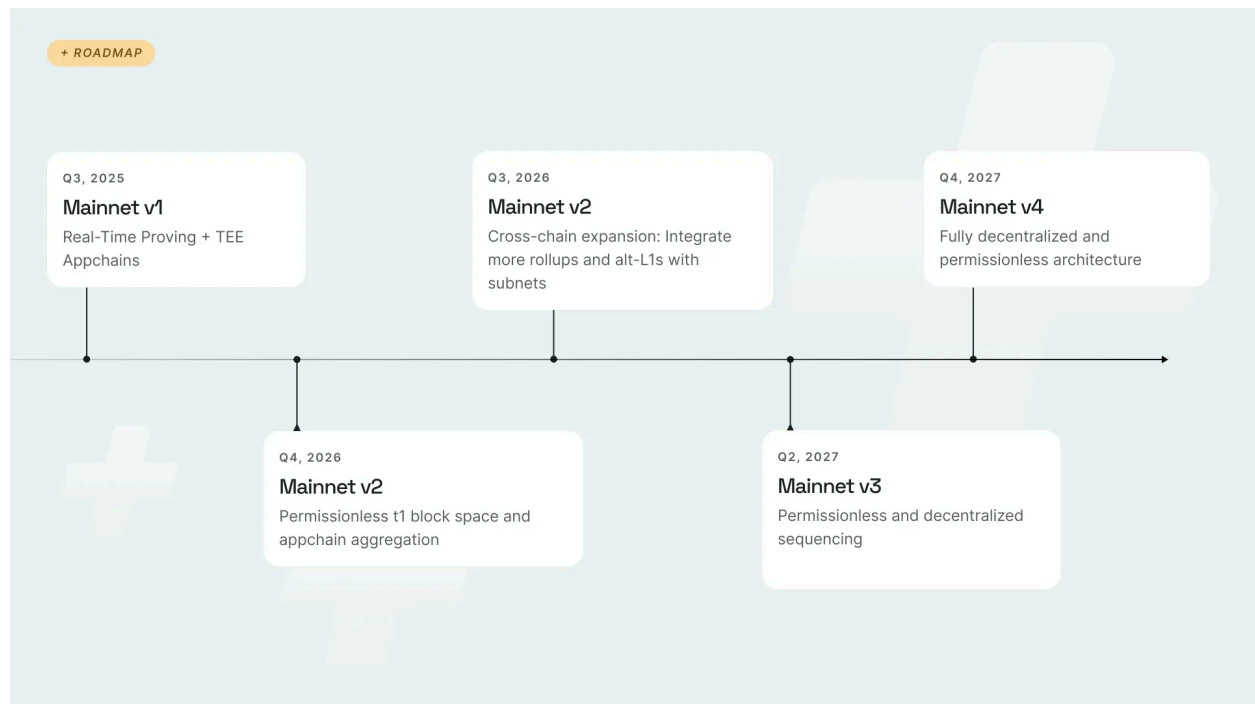 + ROADMAP
Q3, 2025
Mainnet v1
Real-Time Proving + TEE
Appchains
Q3, 2026
Mainnet v2
Cross-chain expansion: Integrate
more rollups and alt-L1s with
subnets
Q4, 2027
Mainnet v4
Fully decentralized and
permissionless architecture
Q4, 2026
Mainnet v2
Permissionless t1 block space and
appchain aggregation
Q2, 2027
Mainnet v3
Permissionless and decentralized
sequencing